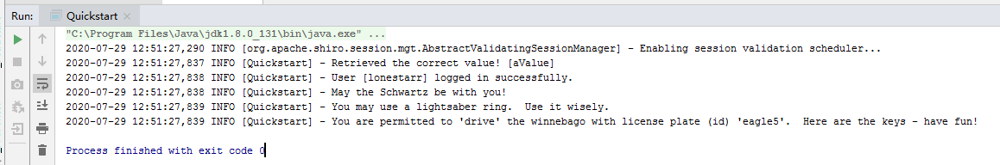 Run: Quickstart ×
"C:\Program Files\Java\jdk1.8.0_131\bin\java.exe" ...
2020-07-29 12:51:27,290 INFO [org.apache.shiro.session.mgt.AbstractValidatingSessionManager] - Enabling session validation scheduler...
2020-07-29 12:51:27,837 INFO [Quickstart] - Retrieved the correct value! [aValue]
2020-07-29 12:51:27,838 INFO [Quickstart] - User [lonestarr] logged in successfully.
2020-07-29 12:51:27,838 INFO [Quickstart] - May the Schwartz be with you!
2020-07-29 12:51:27,839 INFO [Quickstart] - You may use a lightsaber ring.  Use it wisely.
2020-07-29 12:51:27,839 INFO [Quickstart] - You are permitted to 'drive' the winnebago with license plate (id) 'eagle5'.  Here are the keys - have fun!
Process finished with exit code 0